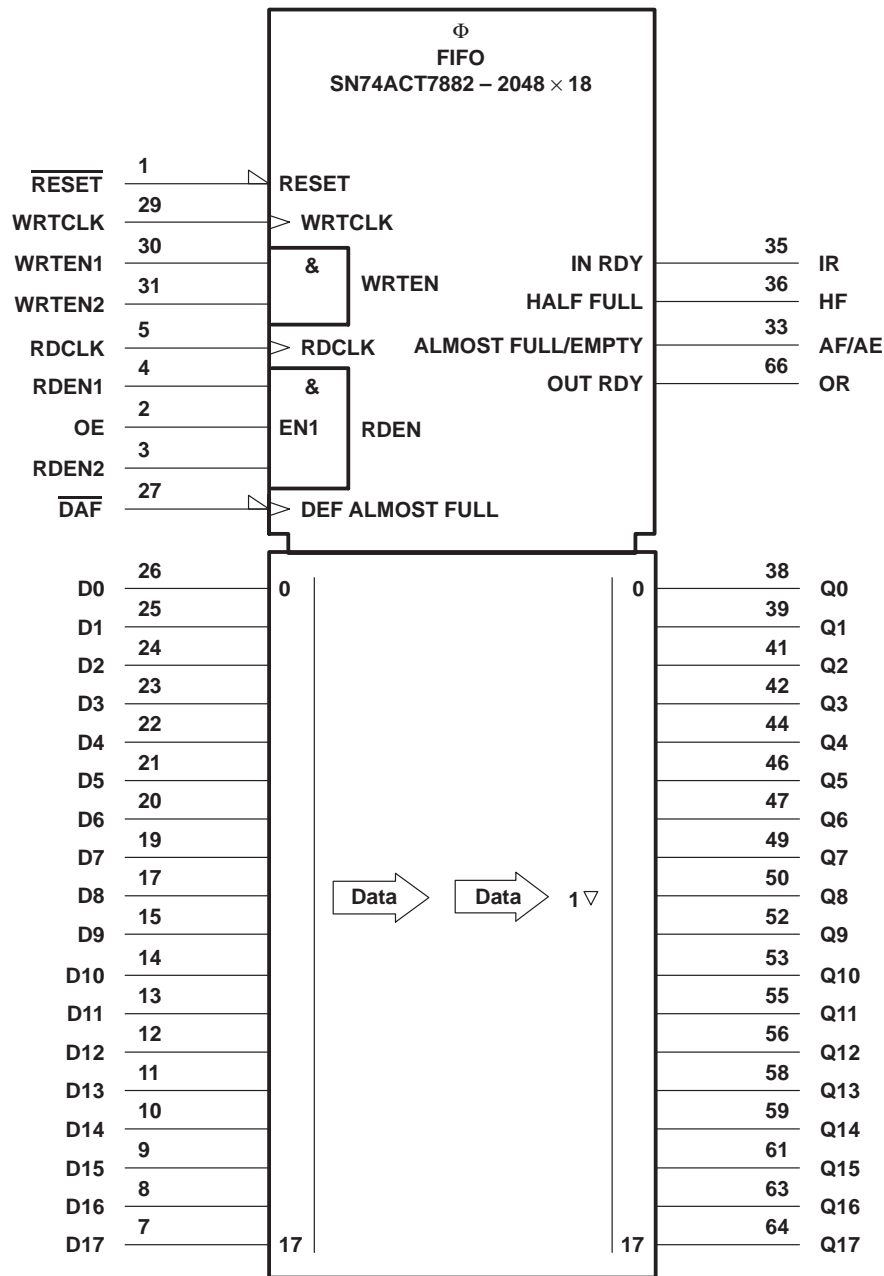 Φ
FIFO
SN74ACT7882 – 2048 × 18
RESET 1 RESET
WRTCLK 29 WRTCLK
WRTEN1 30 & IN RDY 35 IR
WRTEN
WRTEN2 31 HALF FULL 36 HF
RDCLK 5 RDCLK ALMOST FULL/EMPTY 33 AF/AE
RDEN1 4 & OUT RDY 66 OR
OE 2 EN1 RDEN
RDEN2 3
DAF 27 DEF ALMOST FULL
D0 26 0 0 38 Q0
D1 25 39 Q1
D2 24 41 Q2
D3 23 42 Q3
D4 22 44 Q4
D5 21 46 Q5
D6 20 47 Q6
D7 19 49 Q7
D8 17 Data Data 1 50 Q8
D9 15 52 Q9
D10 14 53 Q10
D11 13 55 Q11
D12 12 56 Q12
D13 11 58 Q13
D14 10 59 Q14
D15 9 61 Q15
D16 8 63 Q16
D17 7 17 17 64 Q17